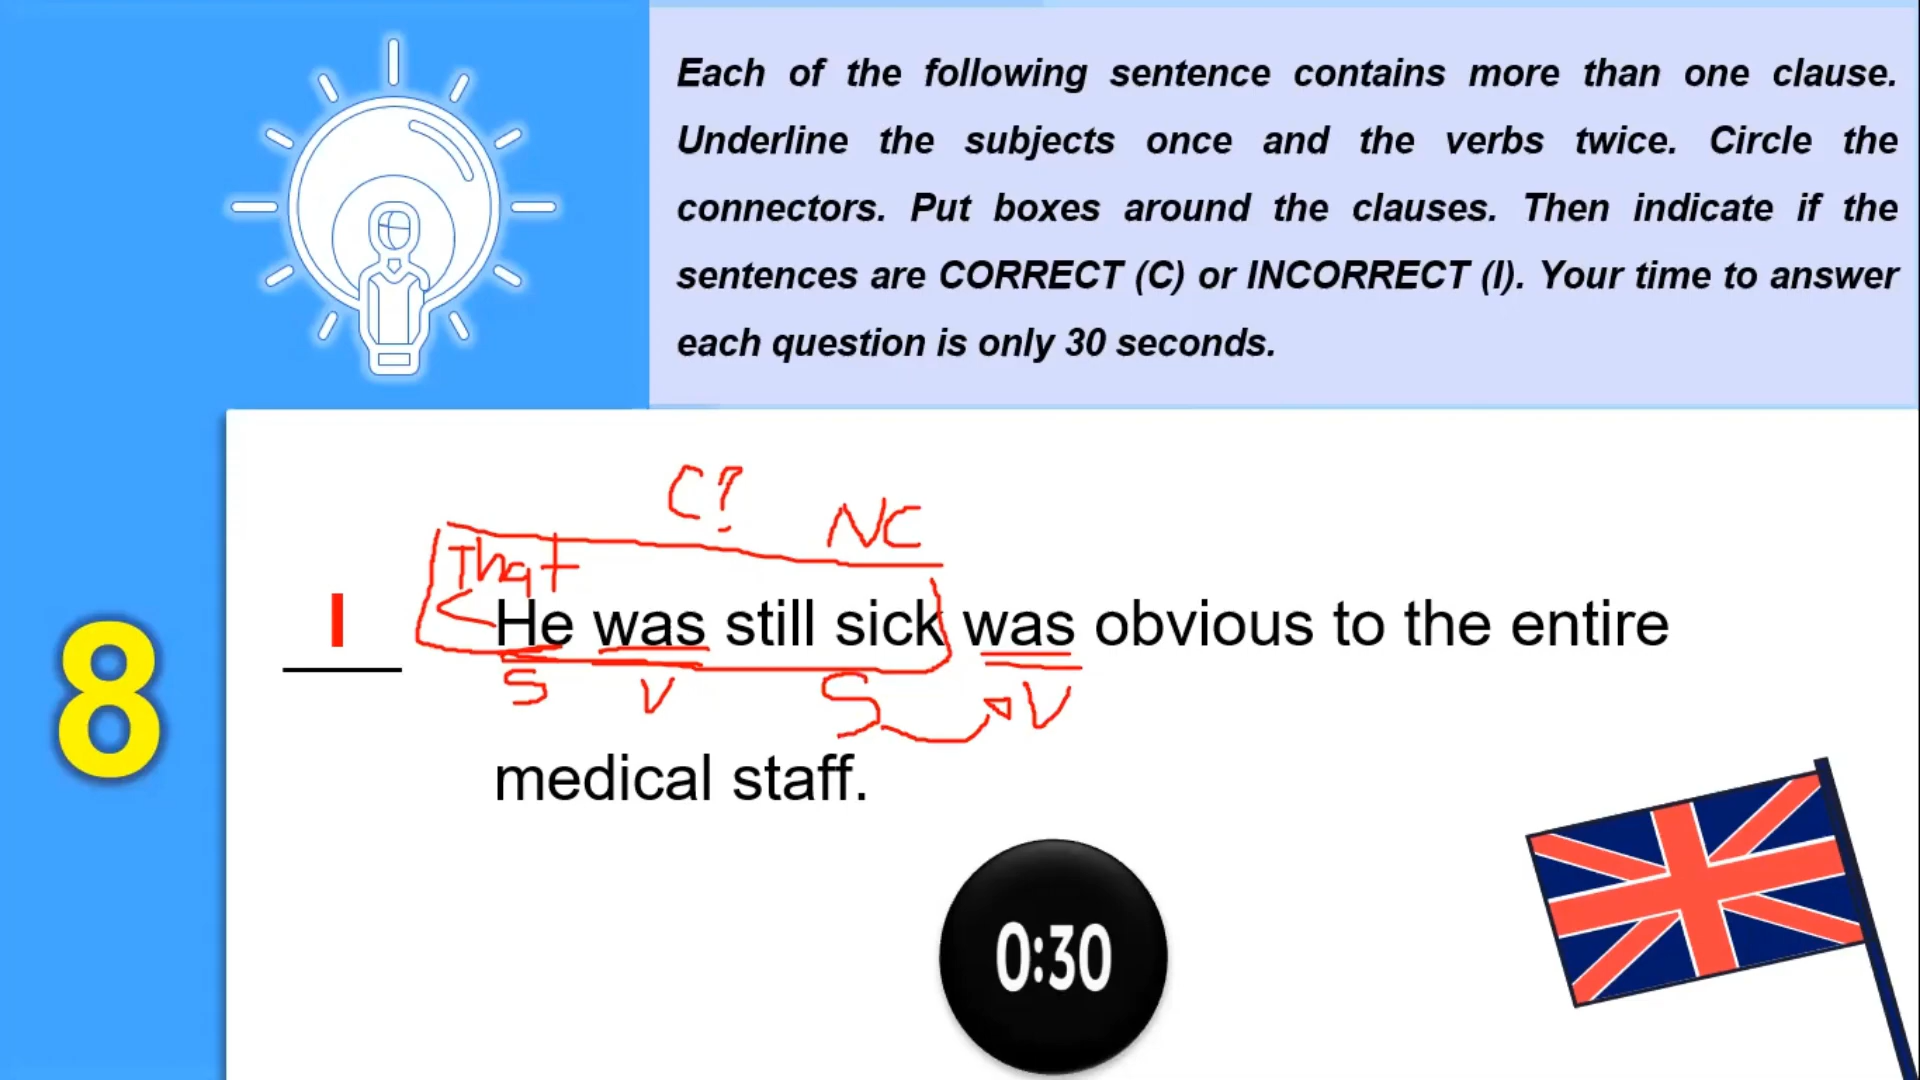 Each of the following sentence contains more than one clause.
Underline the subjects once and the verbs twice. Circle the
connectors. Put boxes around the clauses. Then indicate if the
sentences are CORRECT (C) or INCORRECT (I). Your time to answer
each question is only 30 seconds.
C?
NC
That
8
I
He was still sick was obvious to the entire
S V S V
medical staff.
0:30